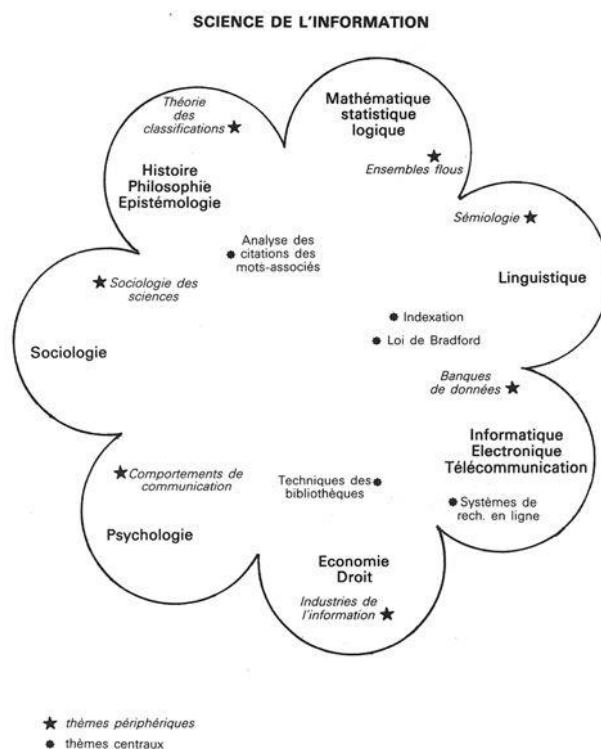 SCIENCE DE L'INFORMATION
Théorie
des
classifications
Histoire
Philosophie
Epistémologie
Mathématique
statistique
logique
Ensembles flous
Sémiologie
Linguistique
Analyse des
citations des
mots-associés
Sociologie des
sciences
Sociologie
Indexation
Loi de Bradford
Banques
de données
Informatique
Electronique
Télécommunication
Systèmes de
rech. en ligne
Techniques des
bibliothèques
Comportements de
communication
Psychologie
Economie
Droit
Industries de
l'information
thèmes périphériques
thèmes centraux